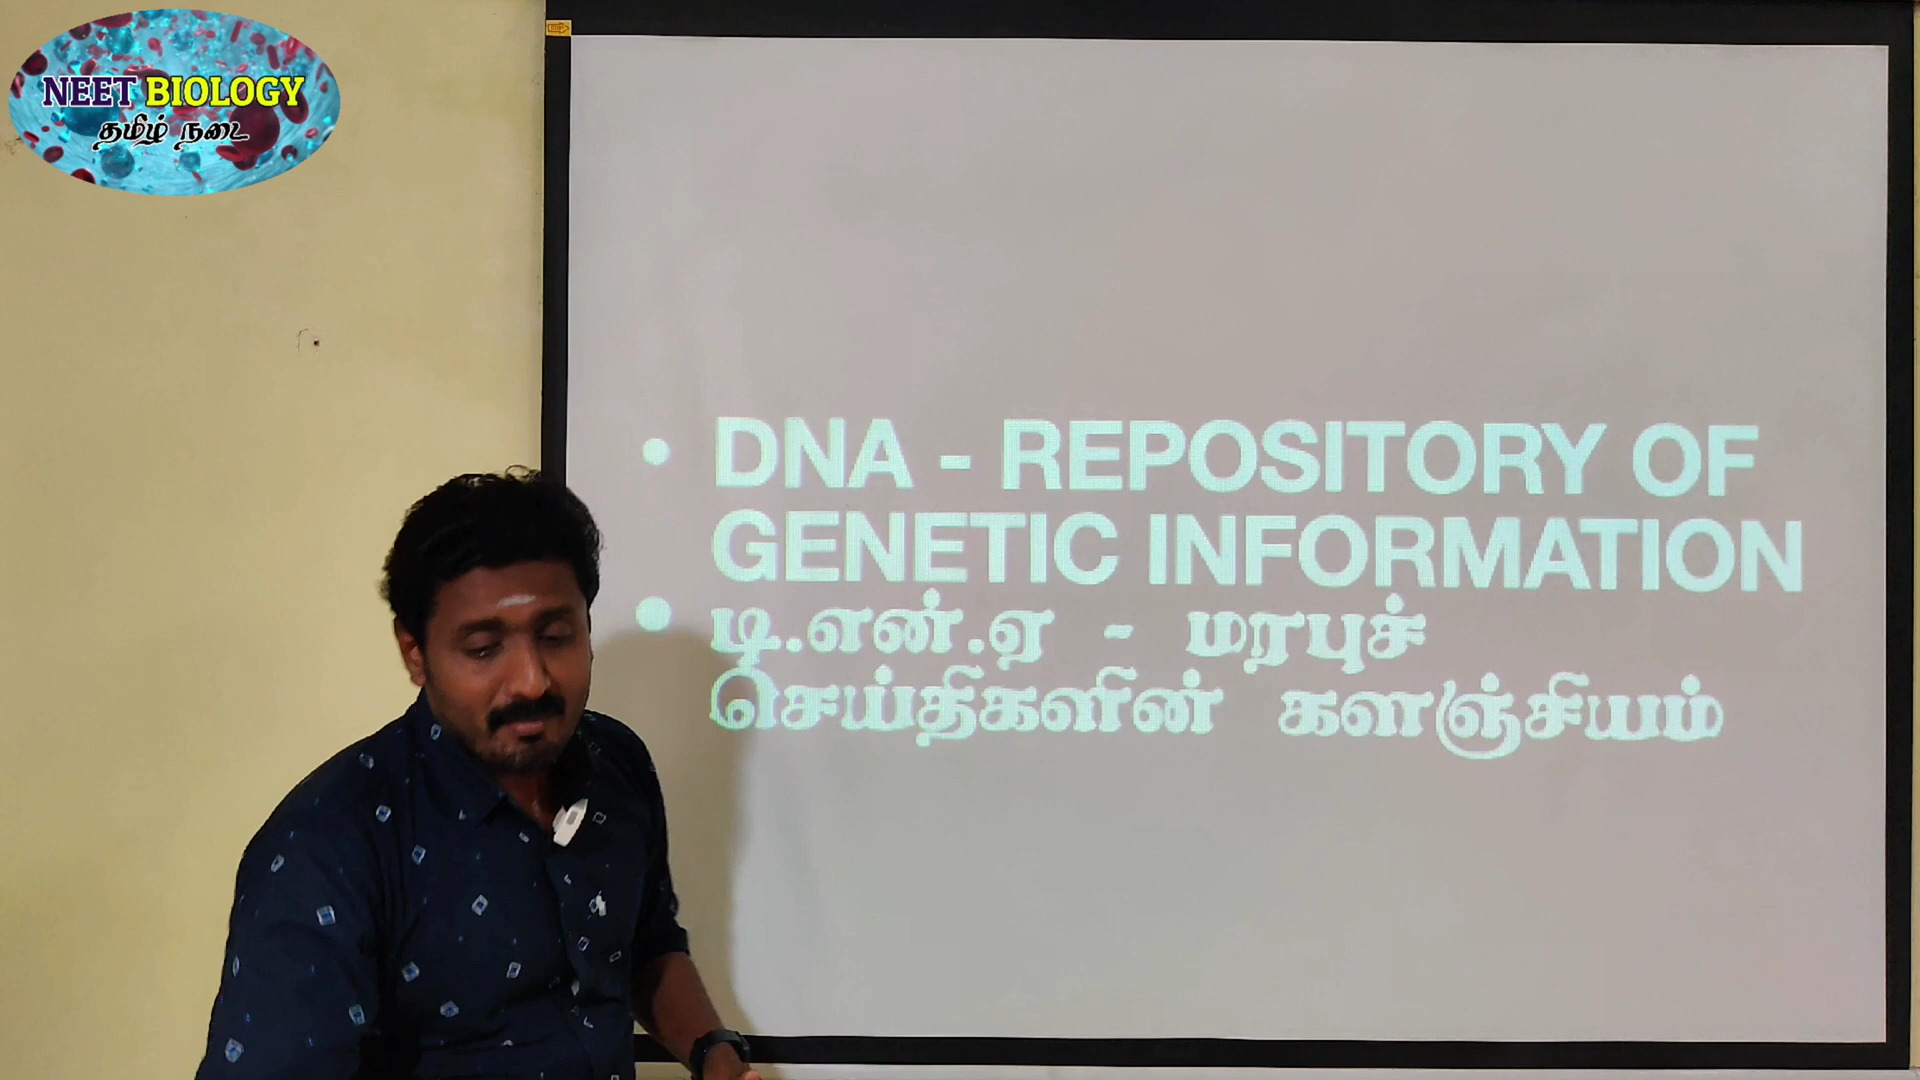 NEET BIOLOGY
தமிழ் நடை
• DNA - REPOSITORY OF
GENETIC INFORMATION
• டி.என்.ஏ - மரபுச்
செய்திகளின் களஞ்சியம்